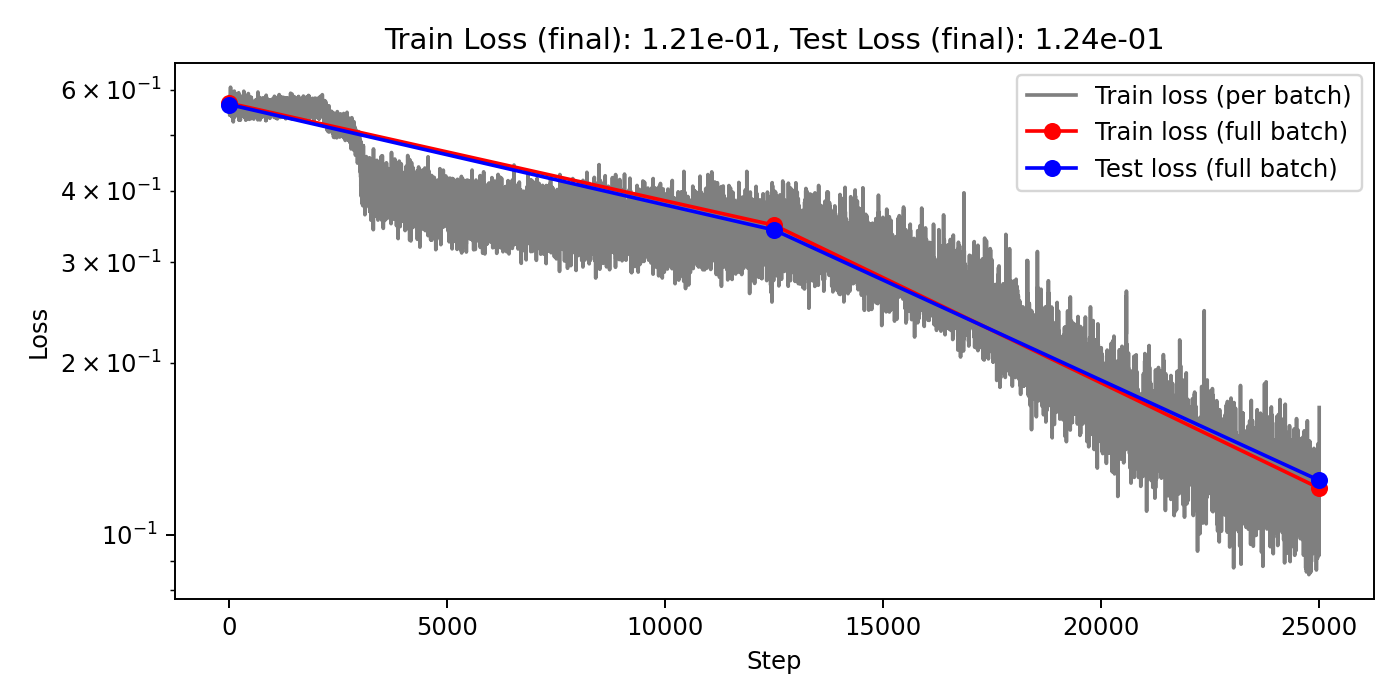 Train Loss (final): 1.21e-01, Test Loss (final): 1.24e-01
6 × 10⁻¹
4 × 10⁻¹
3 × 10⁻¹
2 × 10⁻¹
10⁻¹
Loss
Train loss (per batch)
Train loss (full batch)
Test loss (full batch)
0 5000 10000 15000 20000 25000
Step